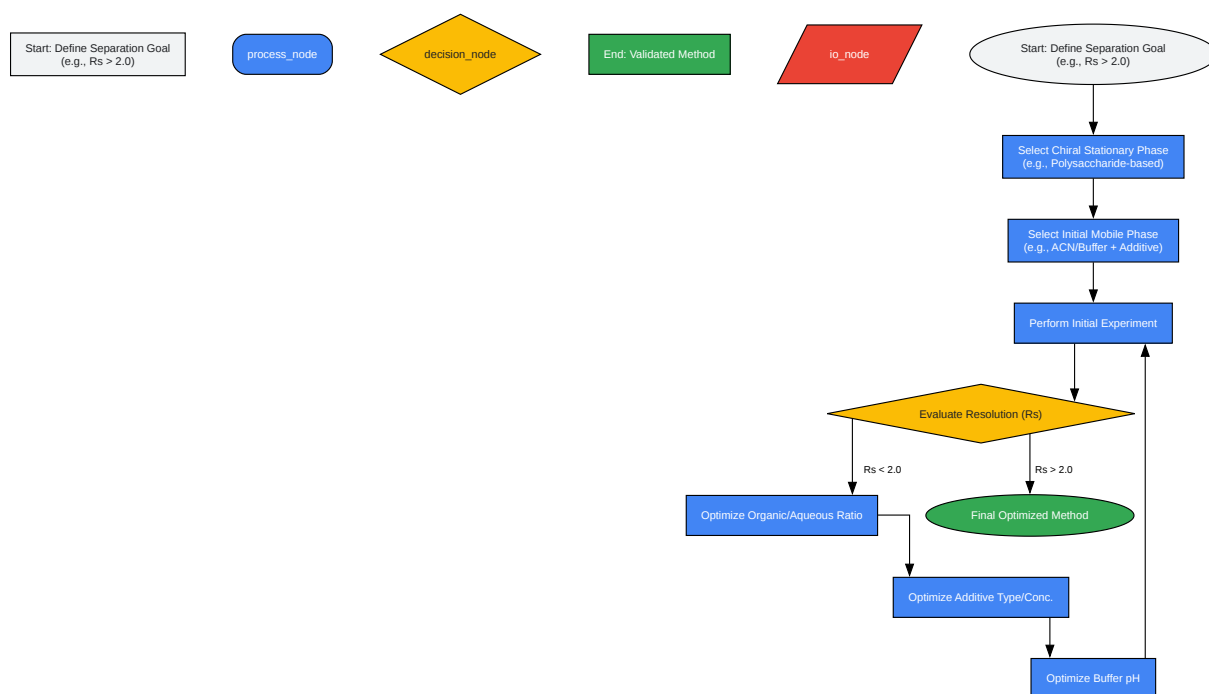 Start: Define Separation Goal
(e.g., Rs > 2.0)
process_node
decision_node
End: Validated Method
io_node
Start: Define Separation Goal
(e.g., Rs > 2.0)
Select Chiral Stationary Phase
(e.g., Polysaccharide-based)
Select Initial Mobile Phase
(e.g., ACN/Buffer + Additive)
Perform Initial Experiment
Evaluate Resolution (Rs)
Rs < 2.0
Rs > 2.0
Optimize Organic/Aqueous Ratio
Final Optimized Method
Optimize Additive Type/Conc.
Optimize Buffer pH